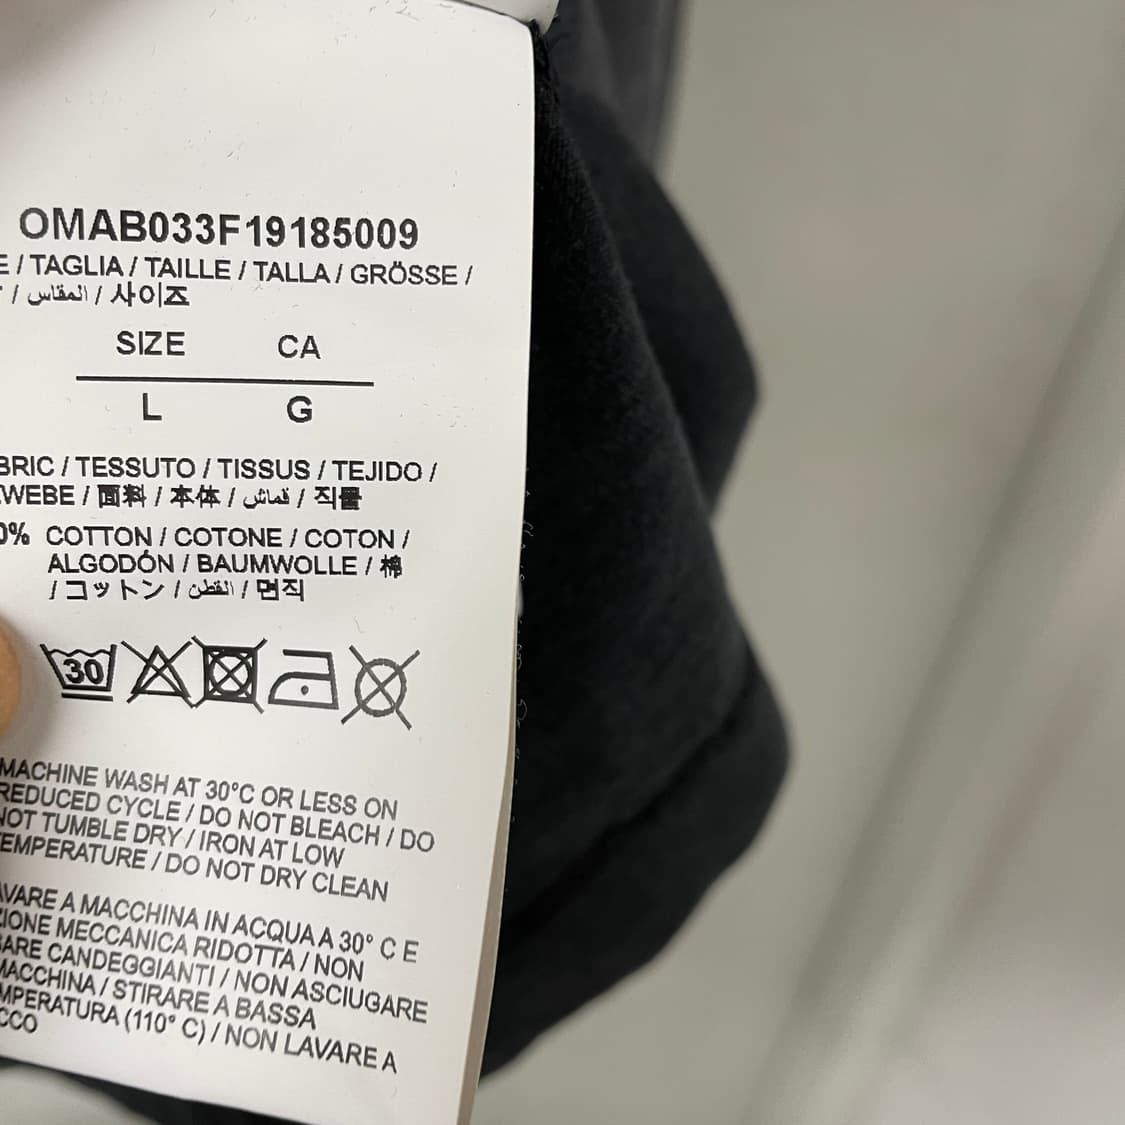 OMAB033F19185009
E / TAGLIA / TAILLE / TALLA / GRÖSSE /
/ المقاس / 사이즈
SIZE CA
L G
BRIC / TESSUTO / TISSUS / TEJIDO /
WEBE / 面料 / 本体 / قماش / 직물
0% COTTON / COTONE / COTON /
ALGODÓN / BAUMWOLLE / 棉
/ コットン / القطن / 면직
30
MACHINE WASH AT 30°C OR LESS ON
REDUCED CYCLE / DO NOT BLEACH / DO
NOT TUMBLE DRY / IRON AT LOW
TEMPERATURE / DO NOT DRY CLEAN
AVARE A MACCHINA IN ACQUA A 30° C E
ZIONE MECCANICA RIDOTTA / NON
SARE CANDEGGIANTI / NON ASCIUGARE
MACCHINA / STIRARE A BASSA
MPERATURA (110° C) / NON LAVARE A
CCO